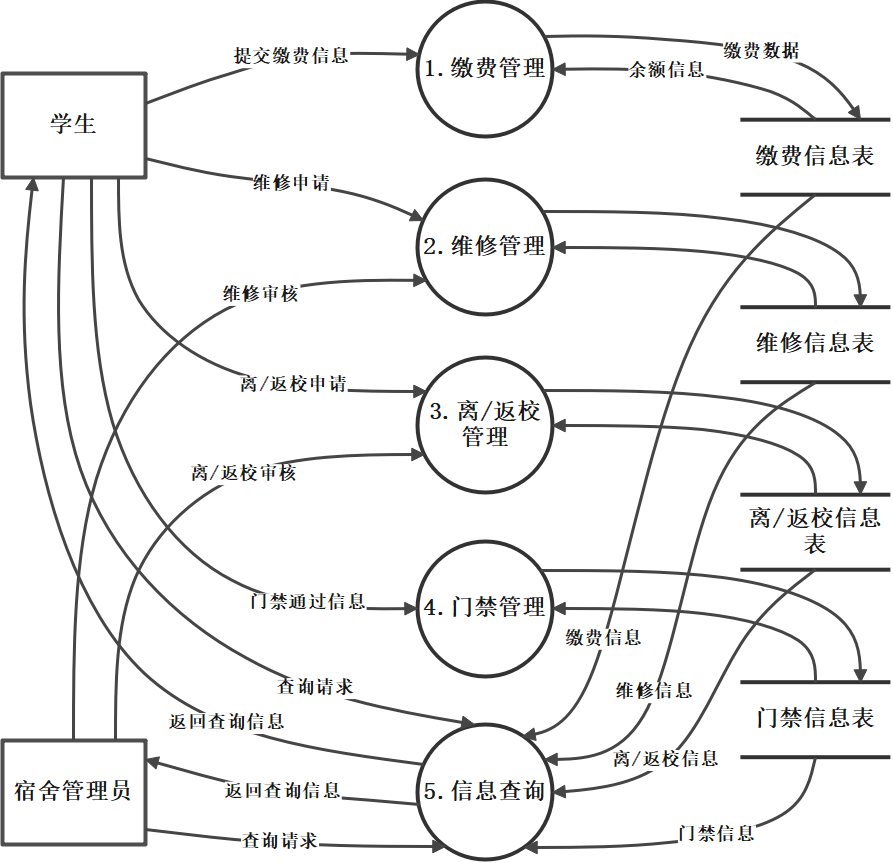 提交缴费信息
缴费数据
1.缴费管理
余额信息
学生
缴费信息表
维修申请
2.维修管理
维修审核
维修信息表
离/返校申请
3.离/返校
管理
离/返校审核
离/返校信息
表
门禁通过信息
4.门禁管理
缴费信息
查询请求
维修信息
返回查询信息
门禁信息表
离/返校信息
宿舍管理员
返回查询信息
5.信息查询
查询请求
门禁信息